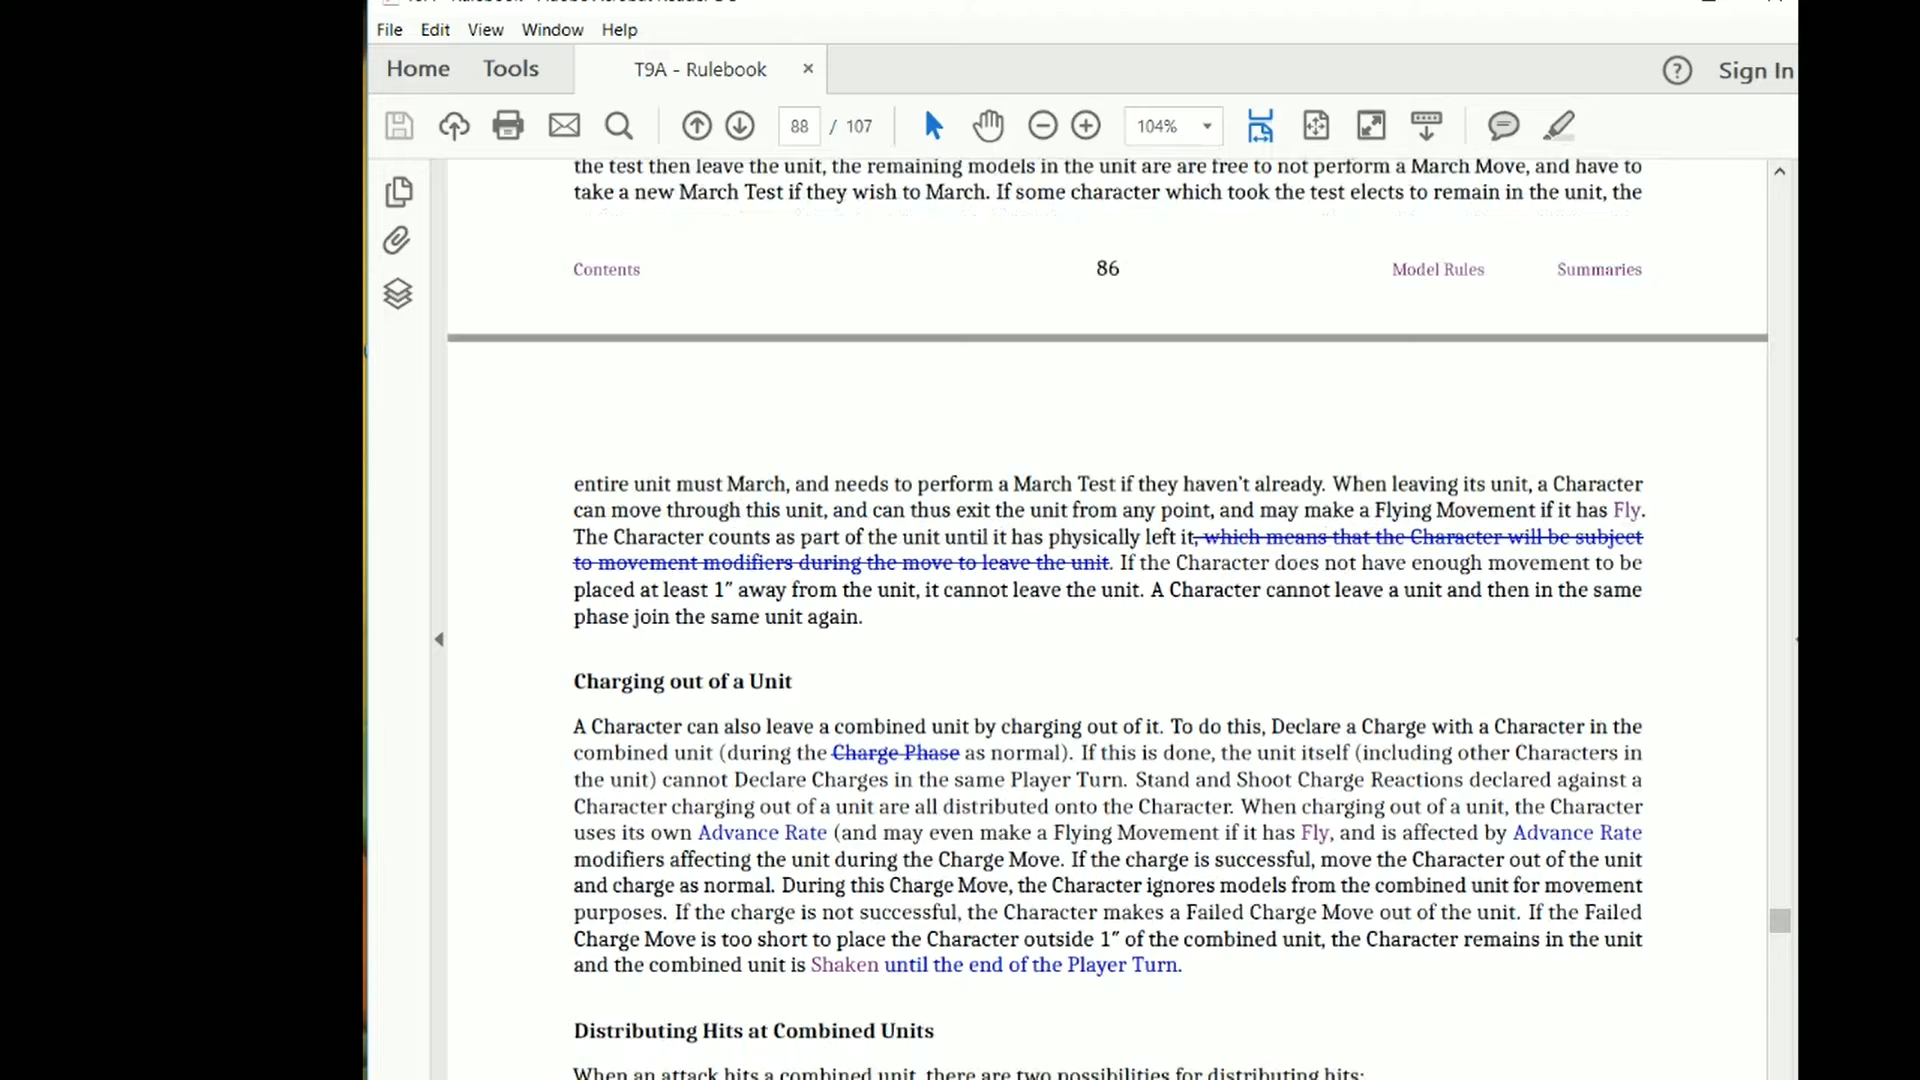 File Edit View Window Help
Home Tools T9A - Rulebook × ? Sign In
88 / 107 104%
the test then leave the unit, the remaining models in the unit are are free to not perform a March Move, and have to
take a new March Test if they wish to March. If some character which took the test elects to remain in the unit, the
Contents 86 Model Rules Summaries
entire unit must March, and needs to perform a March Test if they haven't already. When leaving its unit, a Character
can move through this unit, and can thus exit the unit from any point, and may make a Flying Movement if it has Fly.
The Character counts as part of the unit until it has physically left it, which means that the Character will be subject
to movement modifiers during the move to leave the unit. If the Character does not have enough movement to be
placed at least 1″ away from the unit, it cannot leave the unit. A Character cannot leave a unit and then in the same
phase join the same unit again.
Charging out of a Unit
A Character can also leave a combined unit by charging out of it. To do this, Declare a Charge with a Character in the
combined unit (during the Charge Phase as normal). If this is done, the unit itself (including other Characters in
the unit) cannot Declare Charges in the same Player Turn. Stand and Shoot Charge Reactions declared against a
Character charging out of a unit are all distributed onto the Character. When charging out of a unit, the Character
uses its own Advance Rate (and may even make a Flying Movement if it has Fly, and is affected by Advance Rate
modifiers affecting the unit during the Charge Move. If the charge is successful, move the Character out of the unit
and charge as normal. During this Charge Move, the Character ignores models from the combined unit for movement
purposes. If the charge is not successful, the Character makes a Failed Charge Move out of the unit. If the Failed
Charge Move is too short to place the Character outside 1″ of the combined unit, the Character remains in the unit
and the combined unit is Shaken until the end of the Player Turn.
Distributing Hits at Combined Units
When an attack hits a combined unit, there are two possibilities for distributing hits: